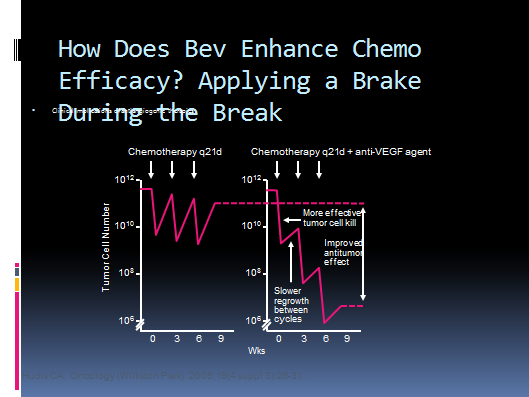 How Does Bev Enhance Chemo
Efficacy? Applying a Brake
During the Break
Chemotherapy q21d
Chemotherapy q21d + anti-VEGF agent
Tumor Cell Number
10¹²
10¹⁰
10⁸
10⁶
0 3 6 9
10¹²
10¹⁰
10⁸
10⁶
More effective
tumor cell kill
Improved
antitumor
effect
Slower
regrowth
between
cycles
0 3 6 9
Wks